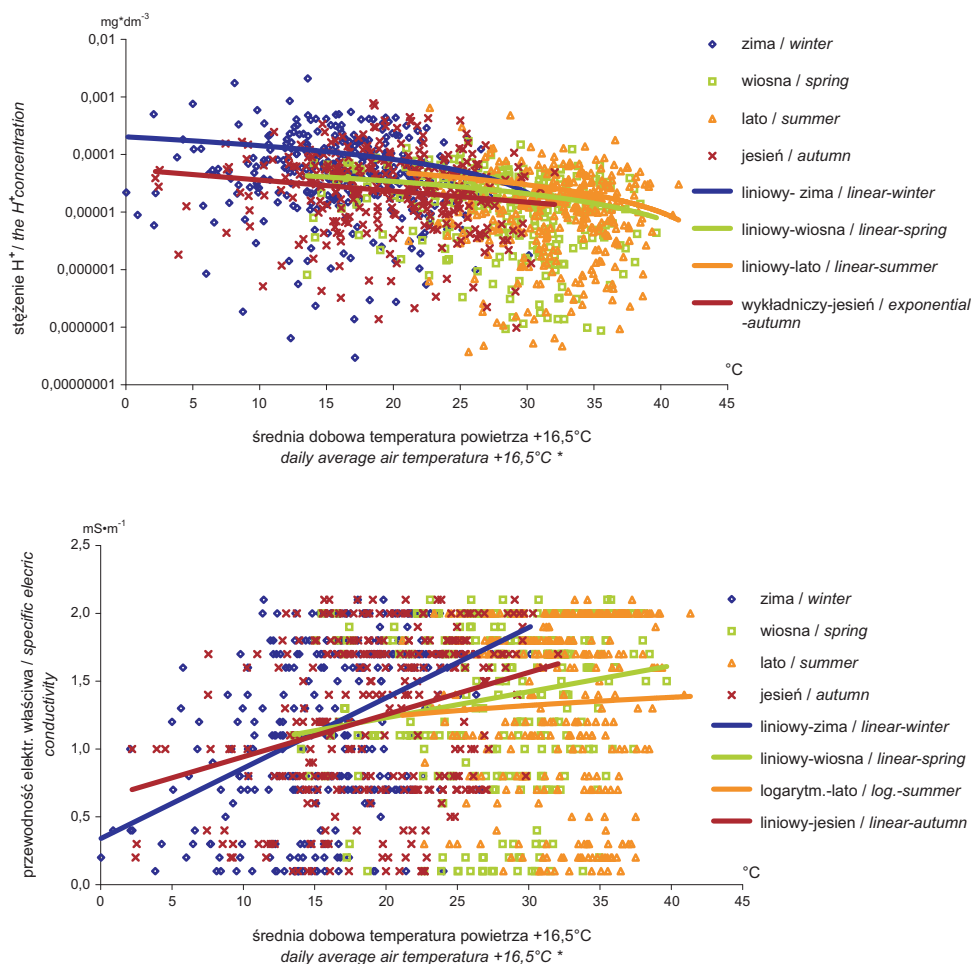 mg*dm-3
0,01
0,001
0,0001
0,00001
0,000001
0,0000001
0,00000001
stężenie H+ / the H+concentration
0 5 10 15 20 25 30 35 40 45
°C
średnia dobowa temperatura powietrza +16,5°C
daily average air temperatura +16,5°C *
zima / winter
wiosna / spring
lato / summer
jesień / autumn
liniowy- zima / linear-winter
liniowy-wiosna / linear-spring
liniowy-lato / linear-summer
wykładniczy-jesień / exponential
-autumn
mS•m-1
2,5
2,0
1,5
1,0
0,5
0,0
przewodność elektr. właściwa / specific elecric
conductivity
0 5 10 15 20 25 30 35 40 45
°C
średnia dobowa temperatura powietrza +16,5°C
daily average air temperatura +16,5°C *
zima / winter
wiosna / spring
lato / summer
jesień / autumn
liniowy-zima / linear-winter
liniowy-wiosna / linear-spring
logarytm.-lato / log.-summer
liniowy-jesien / linear-autumn